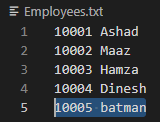 Employees.txt
1 10001 Ashad
2 10002 Maaz
3 10003 Hamza
4 10004 Dinesh
5 10005 batman